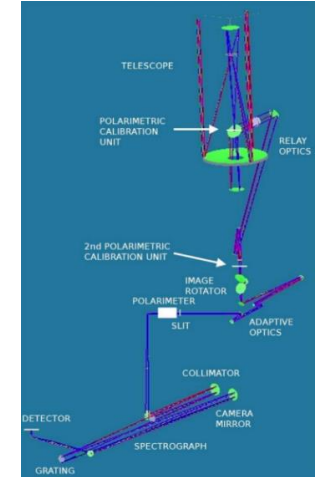 TELESCOPE
POLARIMETRIC
CALIBRATION
UNIT
RELAY
OPTICS
2nd POLARIMETRIC
CALIBRATION UNIT
IMAGE
ROTATOR
POLARIMETER
SLIT
ADAPTIVE
OPTICS
COLLIMATOR
CAMERA
MIRROR
DETECTOR
SPECTROGRAPH
GRATING